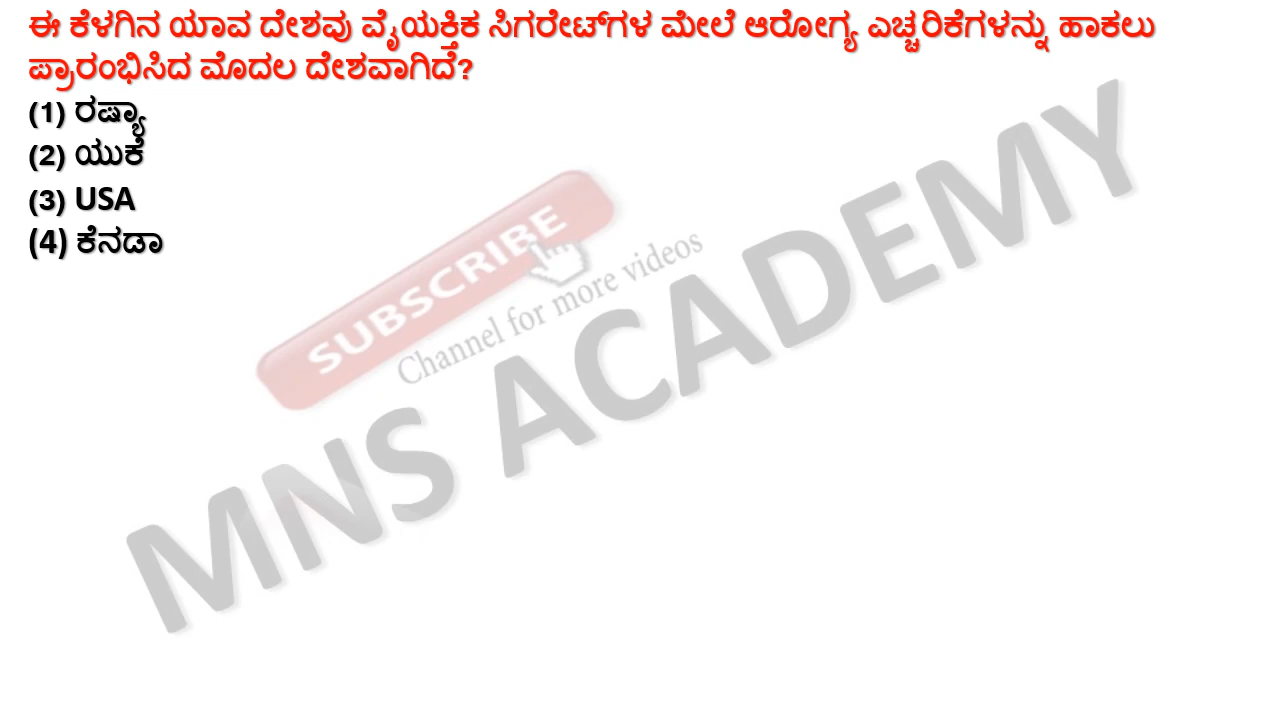 ಈ ಕೆಳಗಿನ ಯಾವ ದೇಶವು ವೈಯಕ್ತಿಕ ಸಿಗರೇಟ್‌ಗಳ ಮೇಲೆ ಆರೋಗ್ಯ ಎಚ್ಚರಿಕೆಗಳನ್ನು ಹಾಕಲು
ಪ್ರಾರಂಭಿಸಿದ ಮೊದಲ ದೇಶವಾಗಿದೆ?
(1) ರಷ್ಯಾ
(2) ಯುಕೆ
(3) USA
(4) ಕೆನಡಾ
SUBSCRIBE
Channel for more videos
MNS ACADEMY